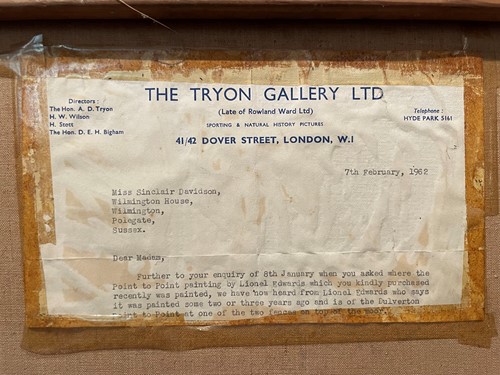 THE TRYON GALLERY LTD
(Late of Rowland Ward Ltd)
SPORTING & NATURAL HISTORY PICTURES
41/42 DOVER STREET, LONDON, W.1
Directors:
The Hon. A. D. Tryon
H. W. Wilson
H. Stott
The Hon. D. E. H. Bigham
Telephone:
HYDE PARK 5161
7th February, 1962
Miss Sinclair Davidson,
Wilmington House,
Wilmington,
Polegate,
Sussex.
Dear Madam,
Further to your enquiry of 8th January when you asked where the
Point to Point painting by Lionel Edwards which you kindly purchased
recently was painted, we have now heard from Lionel Edwards who says
it was painted some two or three years ago and is of the Dulverton
Point to Point at one of the two fences on top of the moor.